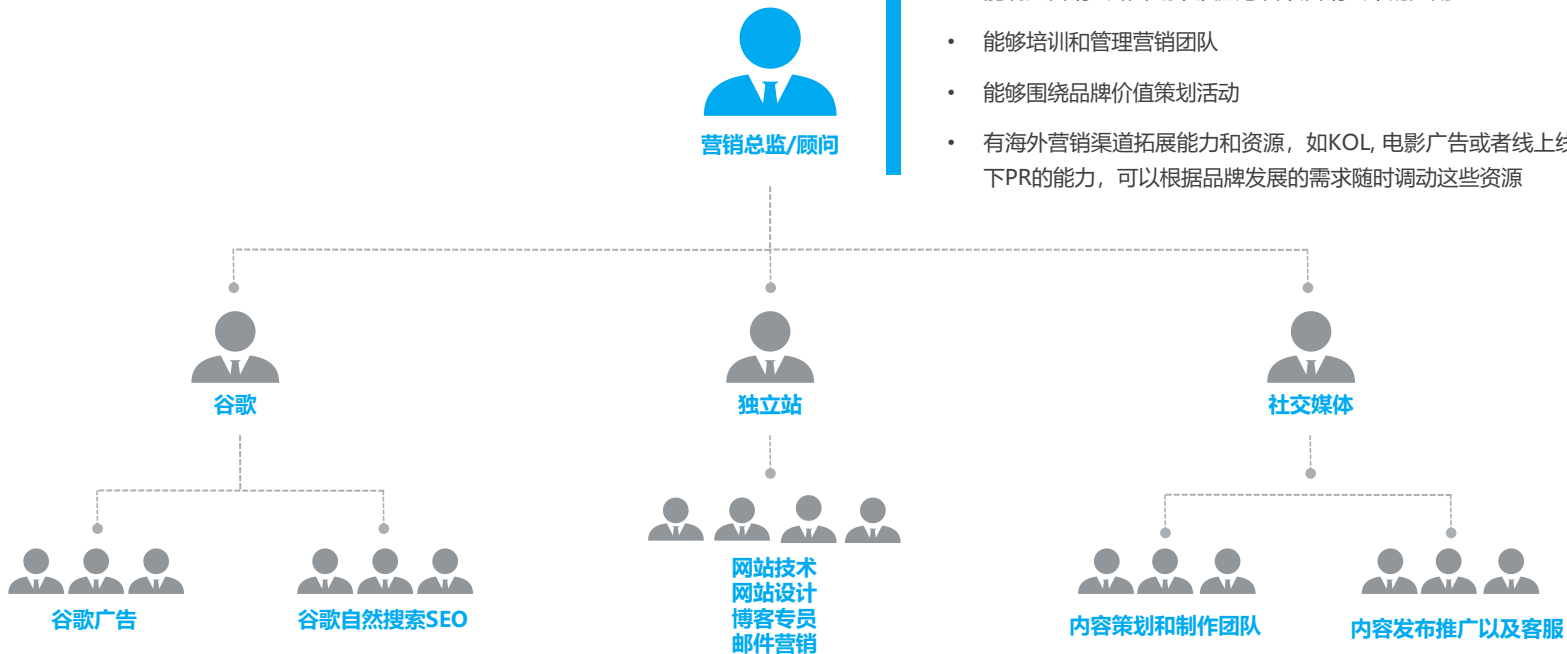 • 能够培训和管理营销团队
• 能够围绕品牌价值策划活动
• 有海外营销渠道拓展能力和资源，如KOL, 电影广告或者线上线
下PR的能力，可以根据品牌发展的需求随时调动这些资源
营销总监/顾问
谷歌
独立站
社交媒体
谷歌广告
谷歌自然搜索SEO
网站技术
网站设计
博客专员
邮件营销
内容策划和制作团队
内容发布推广以及客服